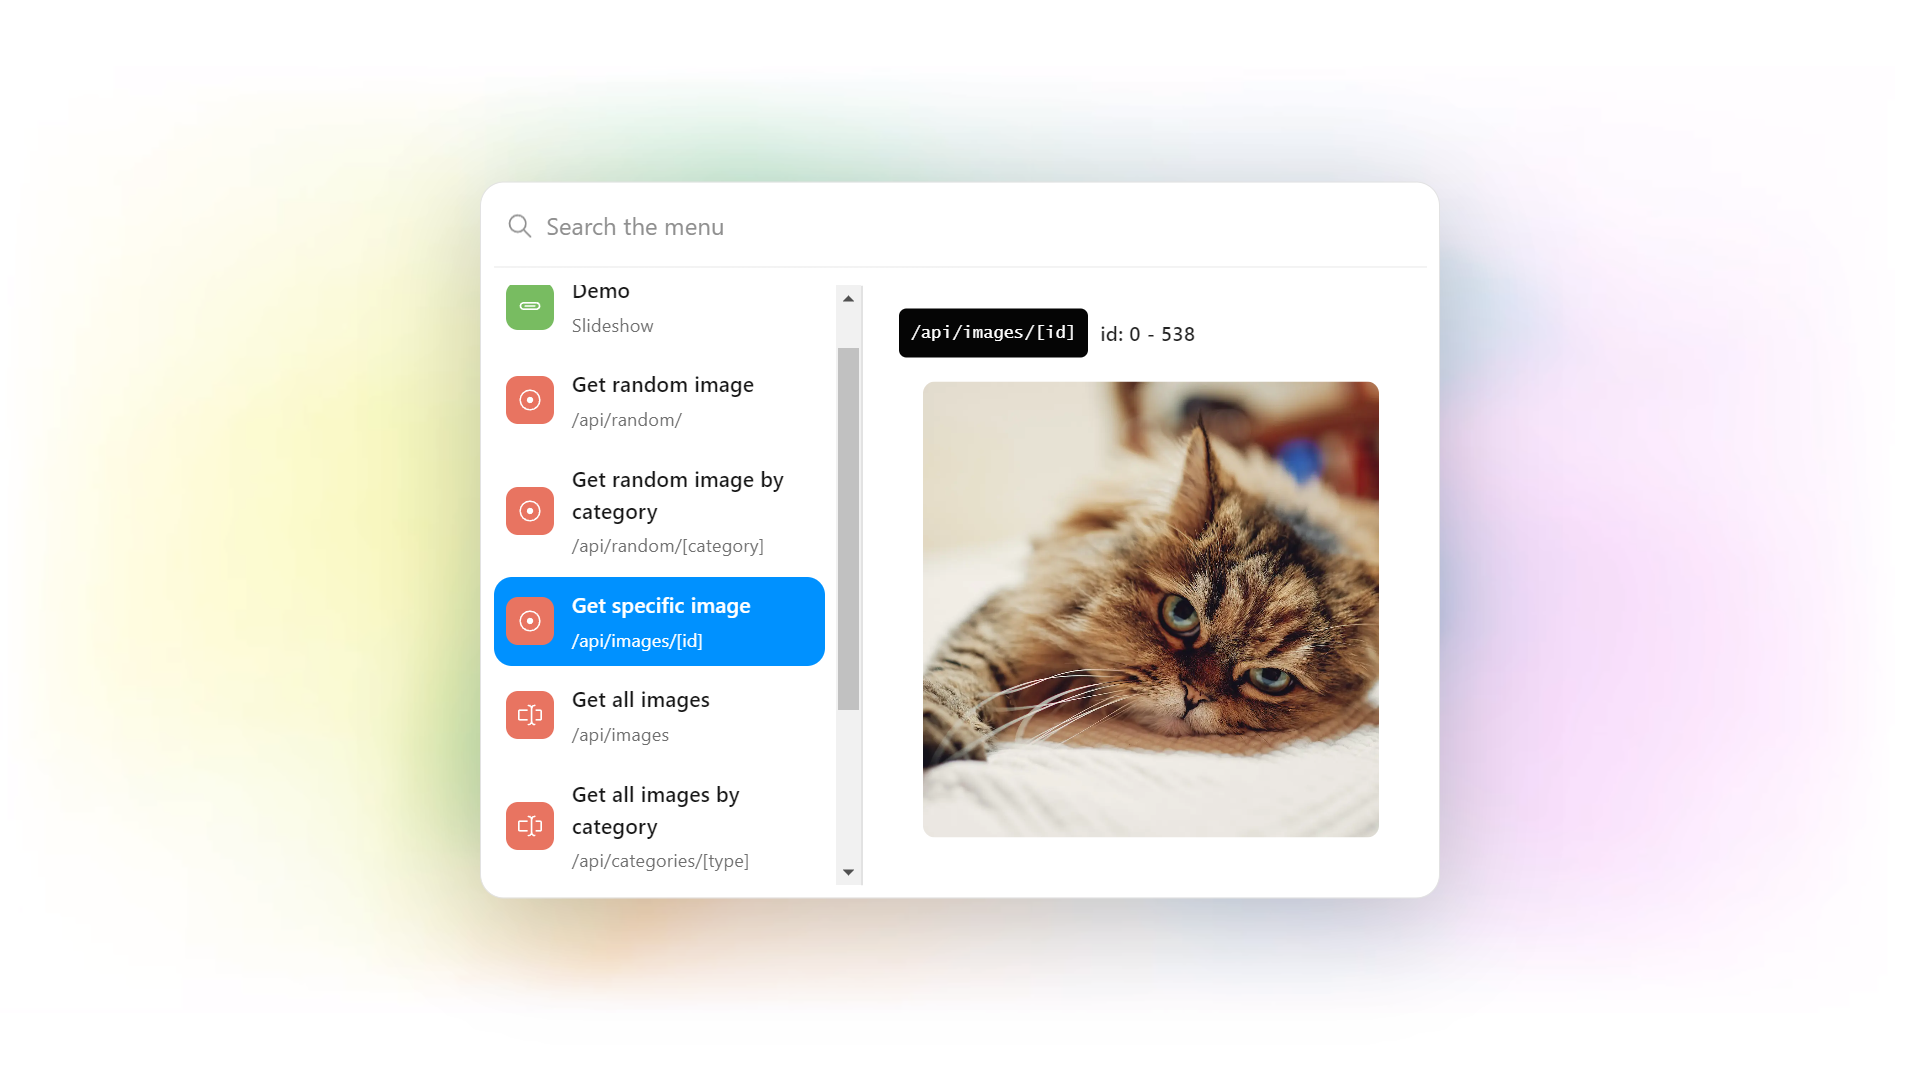 Search the menu
Demo
Slideshow
Get random image
/api/random/
Get random image by
category
/api/random/[category]
Get specific image
/api/images/[id]
Get all images
/api/images
Get all images by
category
/api/categories/[type]
/api/images/[id] id: 0 - 538